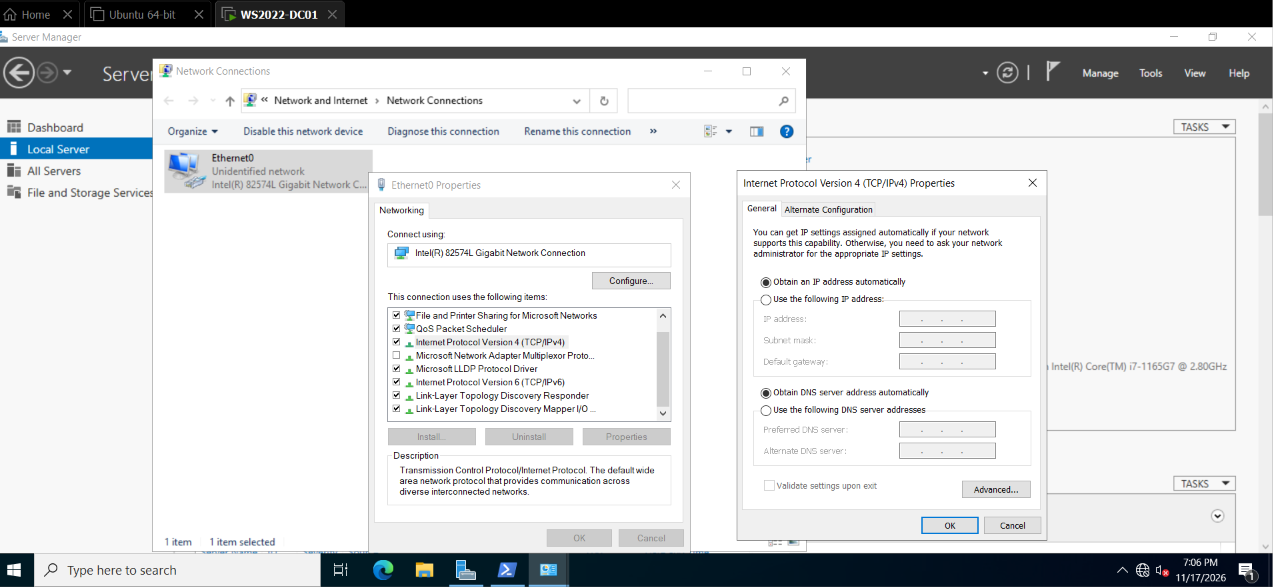 Home
Ubuntu 64-bit
WS2022-DC01
Server Manager
Server
Manage
Tools
View
Help
Dashboard
Local Server
All Servers
File and Storage Services
TASKS
Network Connections
« Network and Internet › Network Connections
Organize
Disable this network device
Diagnose this connection
Rename this connection
»
Ethernet0
Unidentified network
Intel(R) 82574L Gigabit Network C...
1 item
1 item selected
Ethernet0 Properties
Networking
Connect using:
Intel(R) 82574L Gigabit Network Connection
Configure...
This connection uses the following items:
File and Printer Sharing for Microsoft Networks
QoS Packet Scheduler
Internet Protocol Version 4 (TCP/IPv4)
Microsoft Network Adapter Multiplexor Proto...
Microsoft LLDP Protocol Driver
Internet Protocol Version 6 (TCP/IPv6)
Link-Layer Topology Discovery Responder
Link-Layer Topology Discovery Mapper I/O ...
Install...
Uninstall
Properties
Description
Transmission Control Protocol/Internet Protocol. The default wide
area network protocol that provides communication across
diverse interconnected networks.
OK
Cancel
Internet Protocol Version 4 (TCP/IPv4) Properties
General
Alternate Configuration
You can get IP settings assigned automatically if your network
supports this capability. Otherwise, you need to ask your network
administrator for the appropriate IP settings.
Obtain an IP address automatically
Use the following IP address:
IP address:
Subnet mask:
Default gateway:
Obtain DNS server address automatically
Use the following DNS server addresses
Preferred DNS server:
Alternate DNS server:
Validate settings upon exit
Advanced...
OK
Cancel
Intel(R) Core(TM) i7-1165G7 @ 2.80GHz
TASKS
Type here to search
7:06 PM
11/17/2026
1